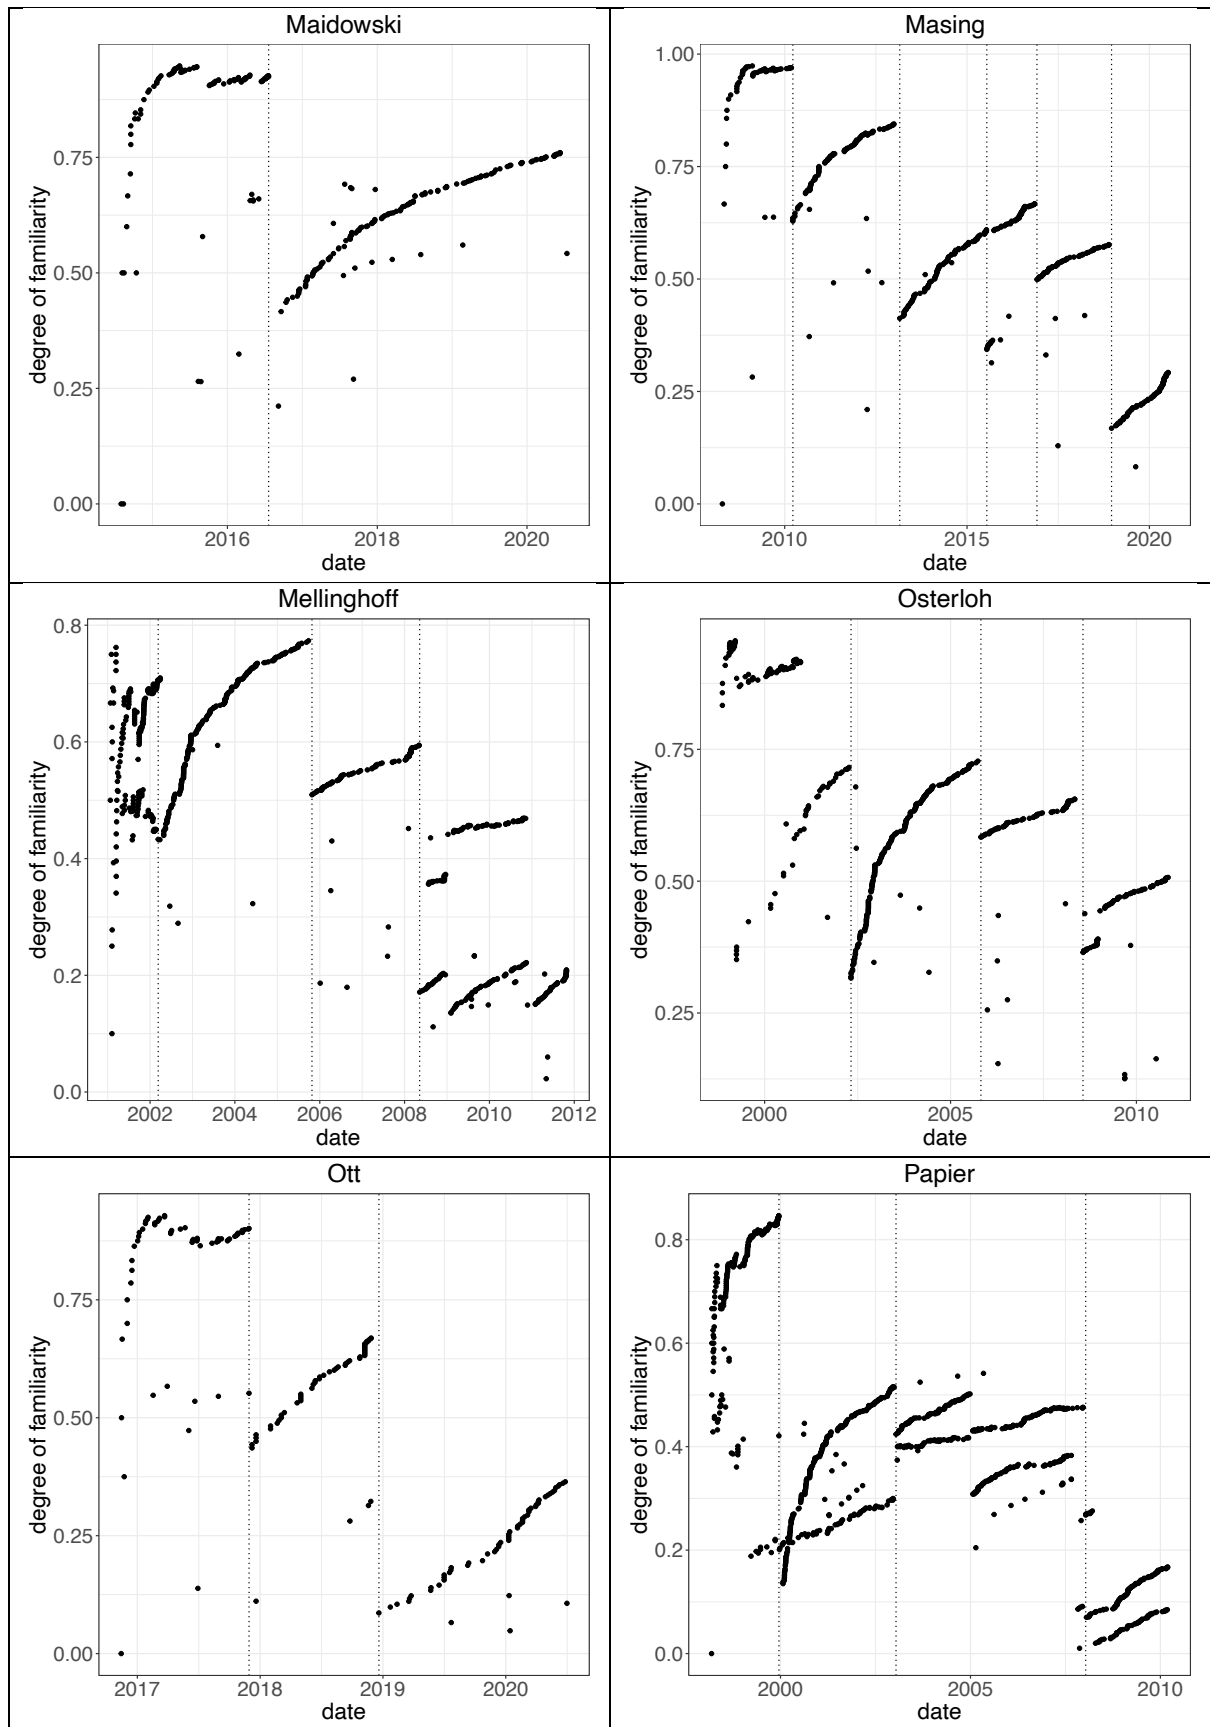 Maidowski
degree of familiarity
0.75
0.50
0.25
0.00
2016 2018 2020
date
Masing
degree of familiarity
1.00
0.75
0.50
0.25
0.00
2010 2015 2020
date
Mellinghoff
degree of familiarity
0.8
0.6
0.4
0.2
0.0
2002 2004 2006 2008 2010 2012
date
Osterloh
degree of familiarity
0.75
0.50
0.25
2000 2005 2010
date
Ott
degree of familiarity
0.75
0.50
0.25
0.00
2017 2018 2019 2020
date
Papier
degree of familiarity
0.8
0.6
0.4
0.2
0.0
2000 2005 2010
date